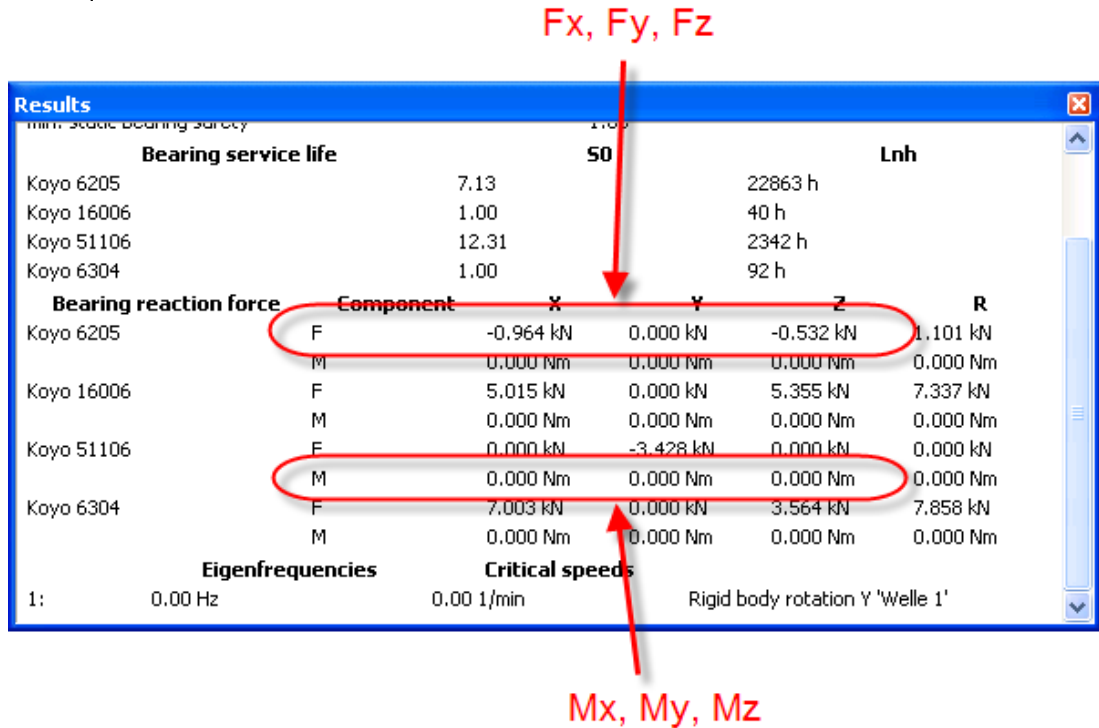 Fx, Fy, Fz
Results
min. static bearing safety 1.00
Bearing service life S0 Lnh
Koyo 6205 7.13 22863 h
Koyo 16006 1.00 40 h
Koyo 51106 12.31 2342 h
Koyo 6304 1.00 92 h
Bearing reaction force Component X Y Z R
Koyo 6205 F -0.964 kN 0.000 kN -0.532 kN 1.101 kN
M 0.000 Nm 0.000 Nm 0.000 Nm 0.000 Nm
Koyo 16006 F 5.015 kN 0.000 kN 5.355 kN 7.337 kN
M 0.000 Nm 0.000 Nm 0.000 Nm 0.000 Nm
Koyo 51106 F 0.000 kN -3.428 kN 0.000 kN 0.000 kN
M 0.000 Nm 0.000 Nm 0.000 Nm 0.000 Nm
Koyo 6304 F 7.003 kN 0.000 kN 3.564 kN 7.858 kN
M 0.000 Nm 0.000 Nm 0.000 Nm 0.000 Nm
Eigenfrequencies Critical speeds
1: 0.00 Hz 0.00 1/min Rigid body rotation Y 'Welle 1'
Mx, My, Mz